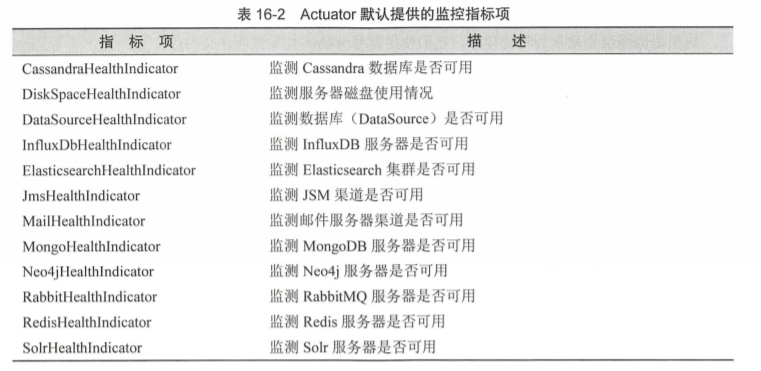 表 16-2 Actuator 默认提供的监控指标项
指 标 项 描 述
CassandraHealthIndicator 监测 Cassandra 数据库是否可用
DiskSpaceHealthIndicator 监测服务器磁盘使用情况
DataSourceHealthIndicator 监测数据库（DataSource）是否可用
InfluxDbHealthIndicator 监测 InfluxDB 服务器是否可用
ElasticsearchHealthIndicator 监测 Elasticsearch 集群是否可用
JmsHealthIndicator 监测 JSM 渠道是否可用
MailHealthIndicator 监测邮件服务器渠道是否可用
MongoHealthIndicator 监测 MongoDB 服务器是否可用
Neo4jHealthIndicator 监测 Neo4j 服务器是否可用
RabbitHealthIndicator 监测 RabbitMQ 服务器是否可用
RedisHealthIndicator 监测 Redis 服务器是否可用
SolrHealthIndicator 监测 Solr 服务器是否可用